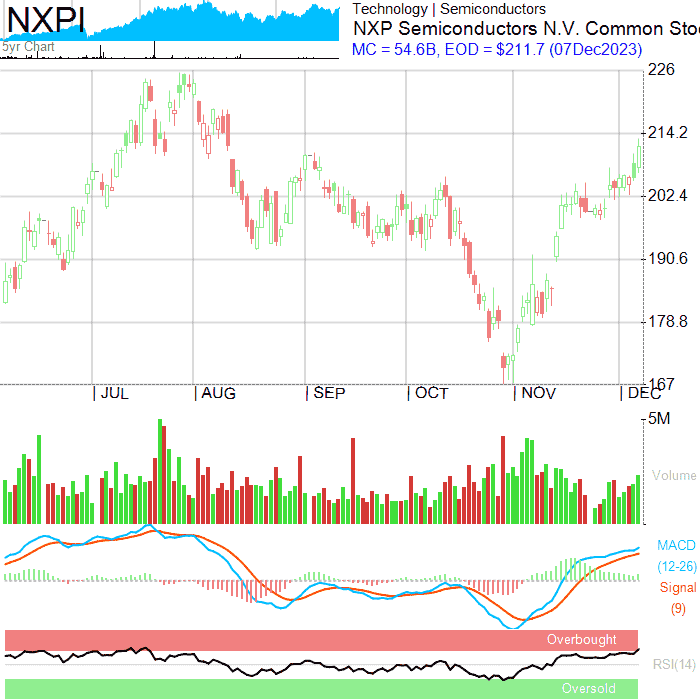 NXPI
5yr Chart
Technology | Semiconductors
NXP Semiconductors N.V. Common Stoc
MC = 54.6B, EOD = $211.7 (07Dec2023)
226
214.2
202.4
190.6
178.8
167
JUL AUG SEP OCT NOV DEC
5M
Volume
MACD
(12-26)
Signal
(9)
Overbought
RSI(14)
Oversold